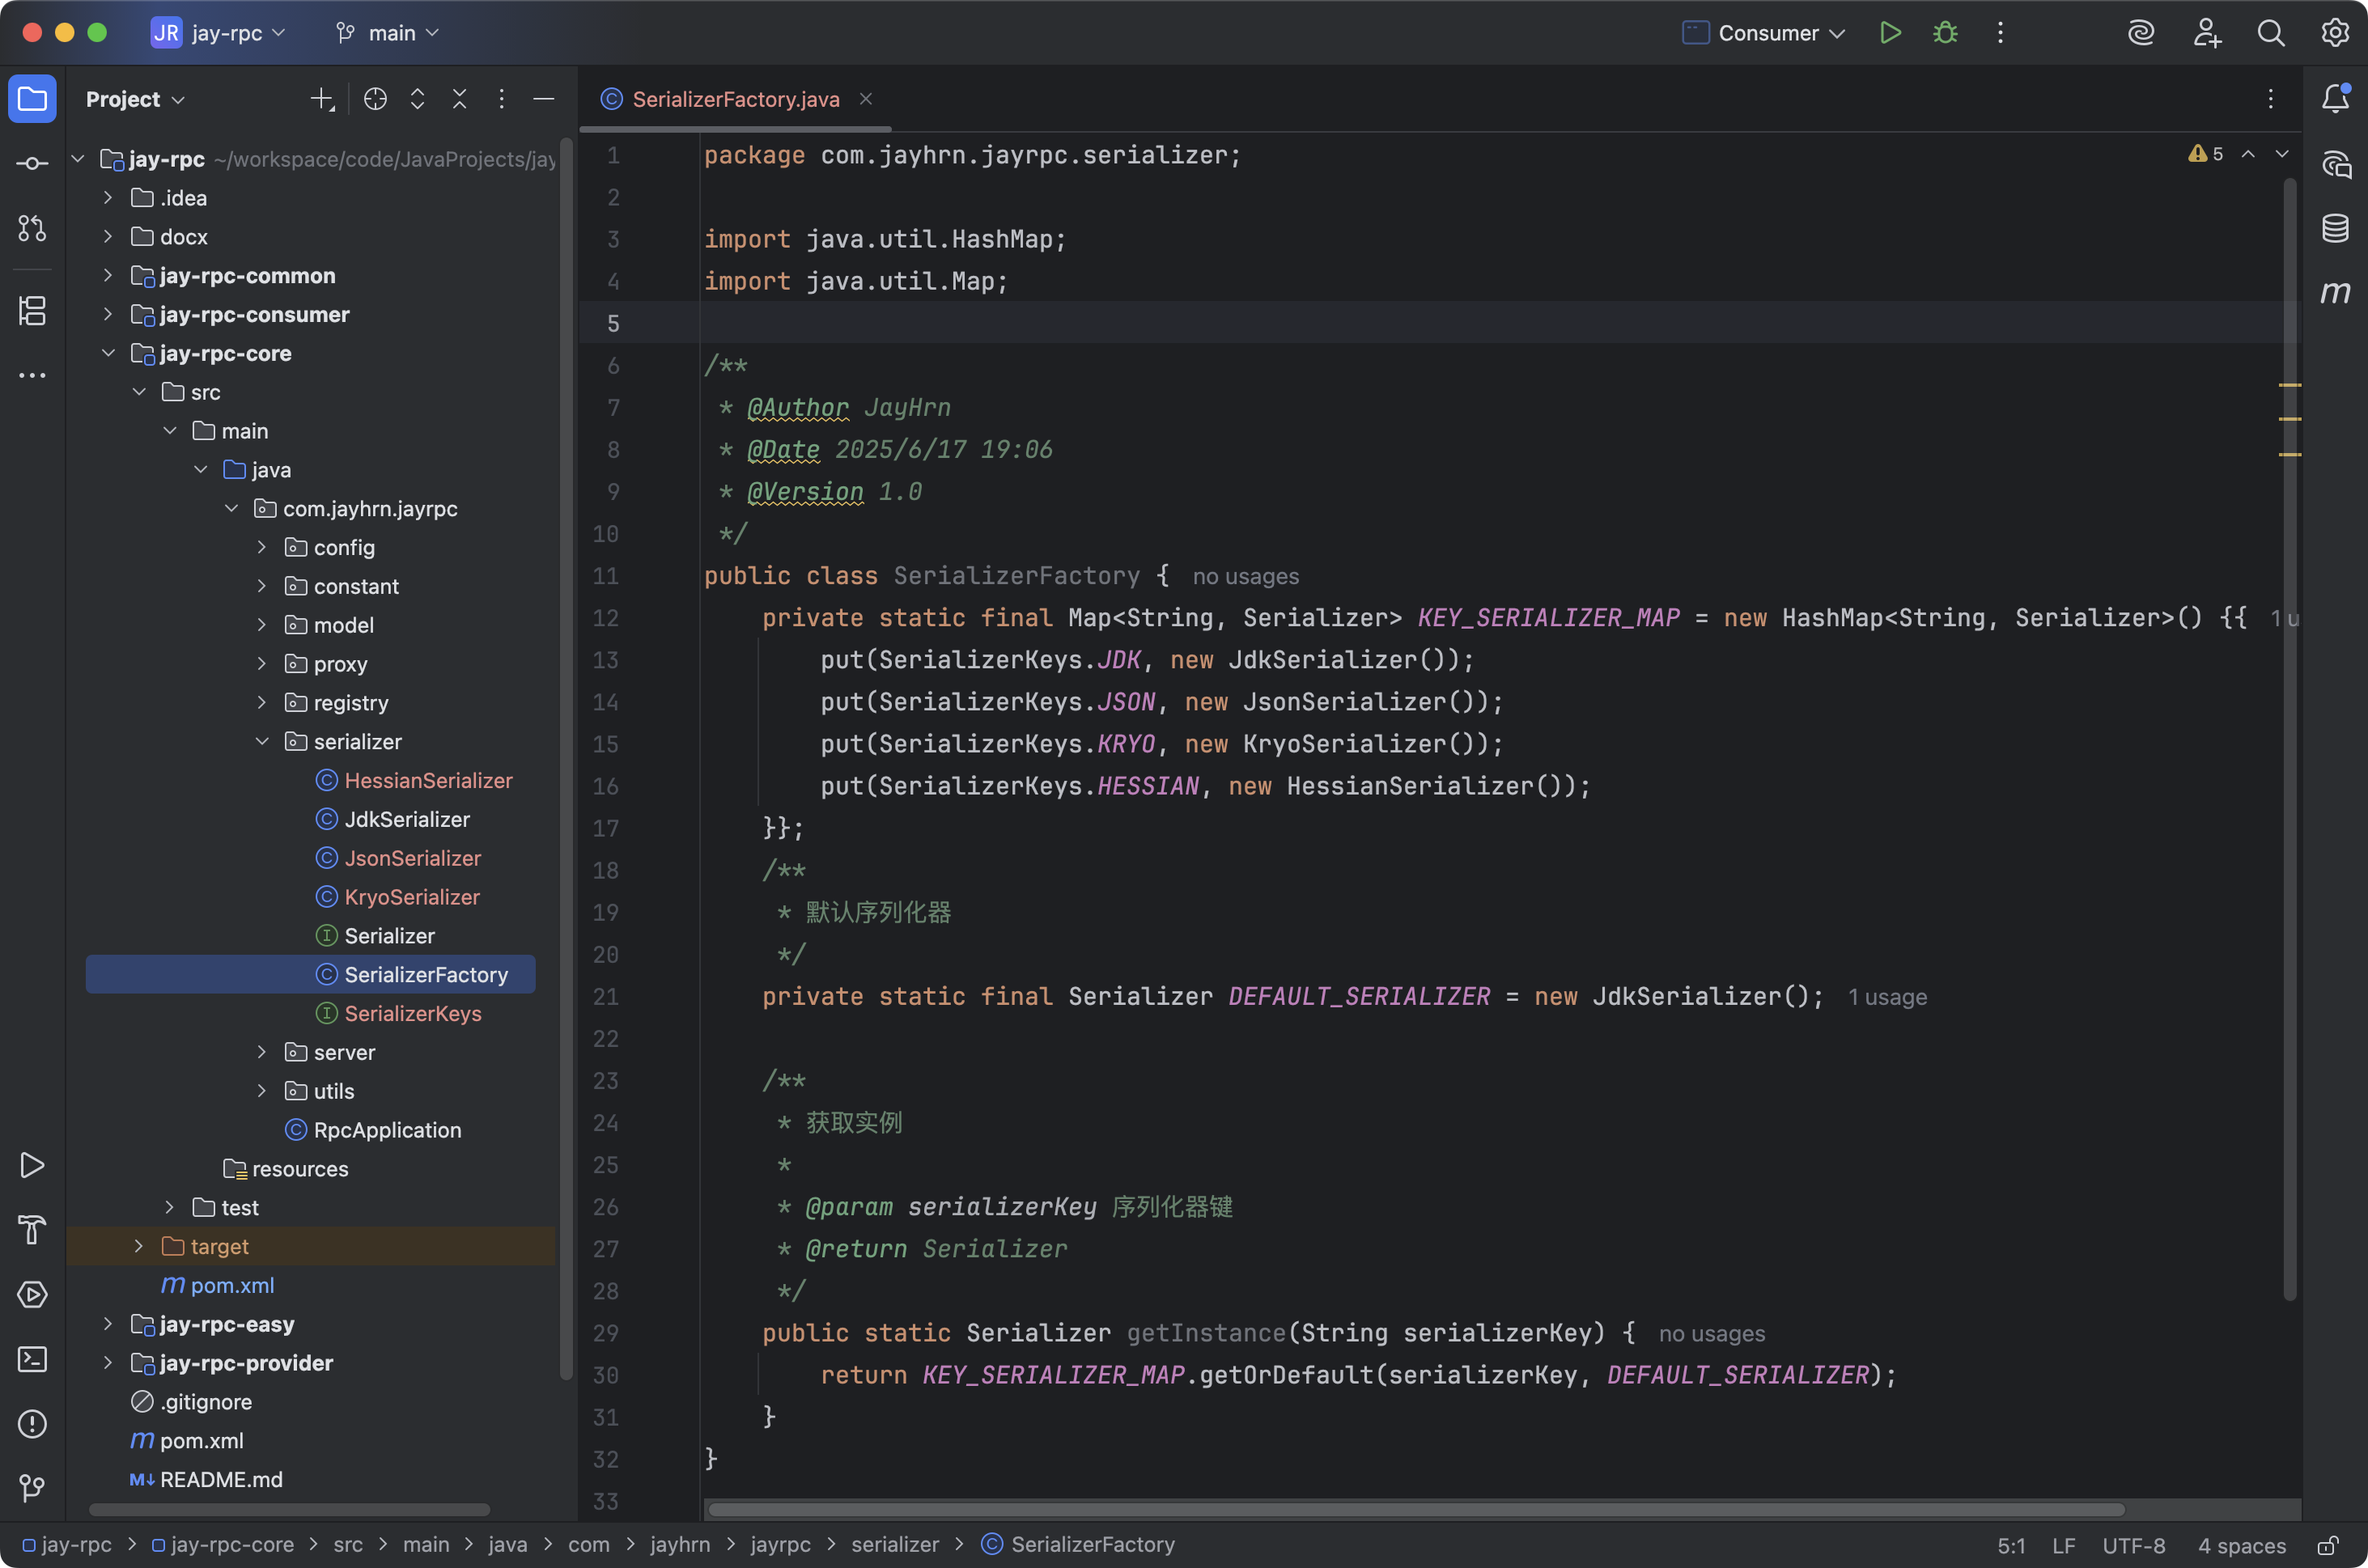 JR jay-rpc main Consumer
Project
SerializerFactory.java
jay-rpc ~/workspace/code/JavaProjects/jay
.idea
docx
jay-rpc-common
jay-rpc-consumer
jay-rpc-core
src
main
java
com.jayhrn.jayrpc
config
constant
model
proxy
registry
serializer
HessianSerializer
JdkSerializer
JsonSerializer
KryoSerializer
Serializer
SerializerFactory
SerializerKeys
server
utils
RpcApplication
resources
test
target
pom.xml
jay-rpc-easy
jay-rpc-provider
.gitignore
pom.xml
README.md
5
1 package com.jayhrn.jayrpc.serializer;
2
3 import java.util.HashMap;
4 import java.util.Map;
5
6 /**
7 * @Author JayHrn
8 * @Date 2025/6/17 19:06
9 * @Version 1.0
10 */
11 public class SerializerFactory { no usages
12 private static final Map<String, Serializer> KEY_SERIALIZER_MAP = new HashMap<String, Serializer>() {{ 1 u
13 put(SerializerKeys.JDK, new JdkSerializer());
14 put(SerializerKeys.JSON, new JsonSerializer());
15 put(SerializerKeys.KRYO, new KryoSerializer());
16 put(SerializerKeys.HESSIAN, new HessianSerializer());
17 }};
18 /**
19 * 默认序列化器
20 */
21 private static final Serializer DEFAULT_SERIALIZER = new JdkSerializer(); 1 usage
22
23 /**
24 * 获取实例
25 *
26 * @param serializerKey 序列化器键
27 * @return Serializer
28 */
29 public static Serializer getInstance(String serializerKey) { no usages
30 return KEY_SERIALIZER_MAP.getOrDefault(serializerKey, DEFAULT_SERIALIZER);
31 }
32 }
33
jay-rpc > jay-rpc-core > src > main > java > com > jayhrn > jayrpc > serializer > SerializerFactory
5:1 LF UTF-8 4 spaces